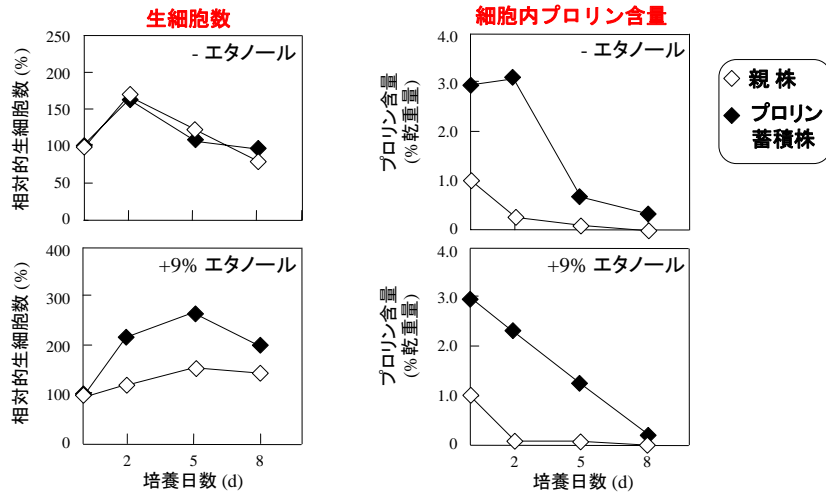 生細胞数
細胞内プロリン含量
- エタノール
相対的生細胞数 (%)
250
200
150
100
50
0
- エタノール
プロリン含量
(%乾重量)
4.0
3.0
2.0
1.0
0
親 株
プロリン
蓄積株
+9% エタノール
相対的生細胞数 (%)
400
300
200
100
0
2
5
8
培養日数 (d)
+9% エタノール
プロリン含量
(%乾重量)
4.0
3.0
2.0
1.0
0
2
5
8
培養日数 (d)